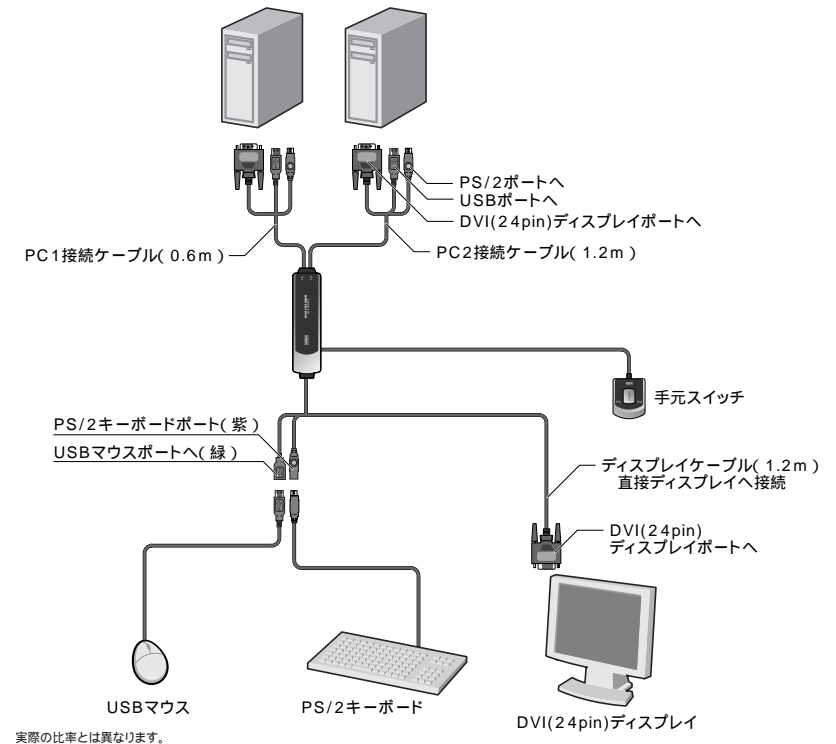 PS/2ポートへ
USBポートへ
DVI(24pin)ディスプレイポートへ
PC1接続ケーブル(0.6m)
PC2接続ケーブル(1.2m)
手元スイッチ
PS/2キーボードポート(紫)
USBマウスポートへ(緑)
ディスプレイケーブル(1.2m)
直接ディスプレイへ接続
DVI(24pin)
ディスプレイポートへ
USBマウス
PS/2キーボード
DVI(24pin)ディスプレイ
実際の比率とは異なります。